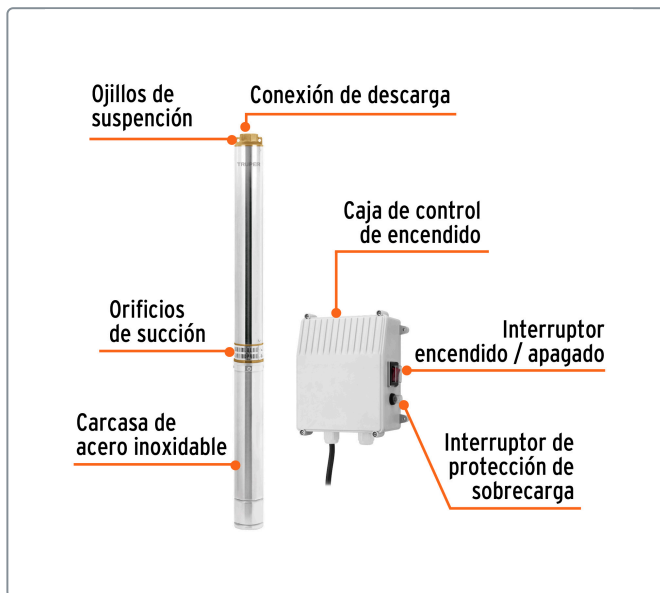 Ojillos de
suspención
Conexión de descarga
TRUPER
Caja de control
de encendido
Orificios
de succión
Interruptor
encendido / apagado
Carcasa de
acero inoxidable
Interruptor de
protección de
sobrecarga